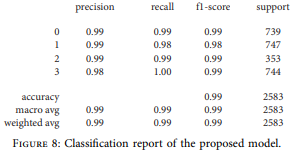 precision recall f1-score support
0 0.99 0.99 0.99 739
1 0.99 0.98 0.98 747
2 0.99 0.99 0.99 353
3 0.98 1.00 0.99 744
accuracy 0.99 2583
macro avg 0.99 0.99 0.99 2583
weighted avg 0.99 0.99 0.99 2583
FIGURE 8: Classification report of the proposed model.